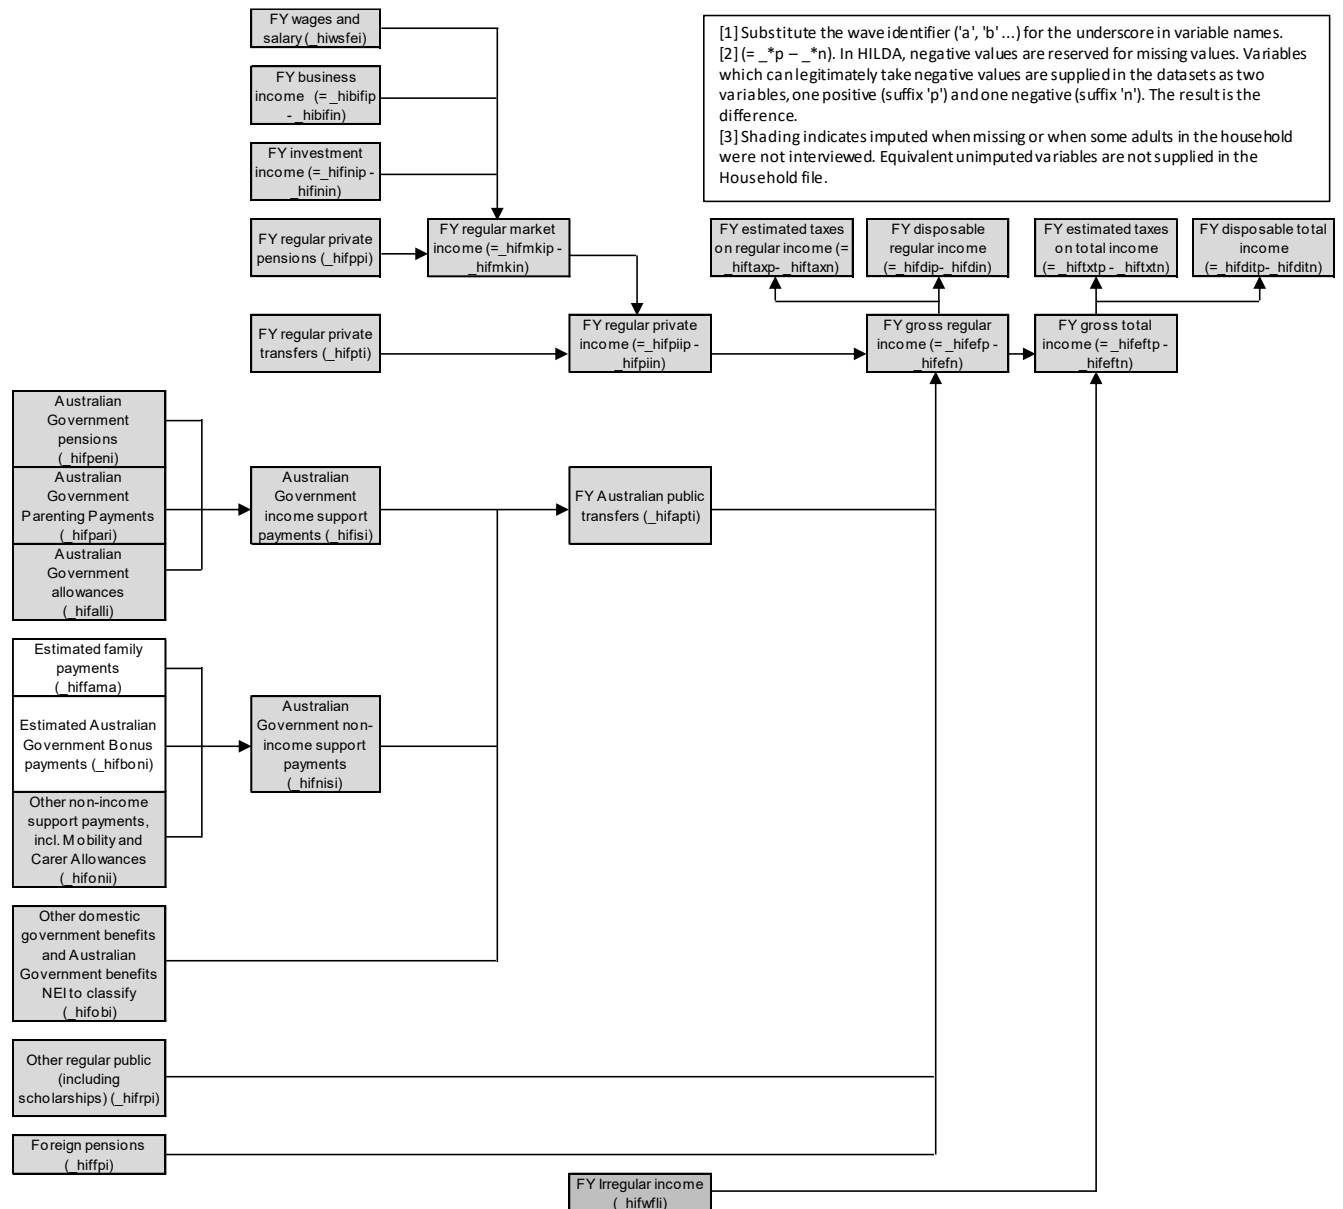 FY wages and
salary (_hiwsfei)
FY business
income (= _hibifip
- _hibifin)
FY investment
income (=_hifinip -
_hifinin)
FY regular private
pensions (_hifppi)
FY regular market
income (=_hifmkip -
_hifmkin)
FY regular private
transfers (_hifpti)
FY regular private
income (=_hifpiip -
_hifpiin)
[1] Substitute the wave identifier ('a', 'b' ...) for the underscore in variable names.
[2] (= _*p – _*n). In HILDA, negative values are reserved for missing values. Variables
which can legitimately take negative values are supplied in the datasets as two
variables, one positive (suffix 'p') and one negative (suffix 'n'). The result is the
difference.
[3] Shading indicates imputed when missing or when some adults in the household
were not interviewed. Equivalent unimputed variables are not supplied in the
Household file.
FY estimated taxes
on regular income (=
_hiftaxp- _hiftaxn)
FY disposable
regular income
(=_hifdip-_hifdin)
FY estimated taxes
on total income
(=_hiftxtp - _hiftxtn)
FY disposable total
income
(=_hifditp-_hifditn)
FY gross regular
income (= _hifefp -
_hifefn)
FY gross total
income (= _hifeftp -
_hifeftn)
Australian
Government
pensions
(_hifpeni)
Australian
Government
Parenting Payments
(_hifpari)
Australian
Government
allowances
(_hifalli)
Australian
Government
income support
payments (_hifisi)
FY Australian public
transfers (_hifapti)
Estimated family
payments
(_hiffama)
Estimated Australian
Government Bonus
payments (_hifboni)
Other non-income
support payments,
incl. Mobility and
Carer Allowances
(_hifonii)
Australian
Government non-
income support
payments
(_hifnisi)
Other domestic
government benefits
and Australian
Government benefits
NEI to classify
(_hifobi)
Other regular public
(including
scholarships) (_hifrpi)
Foreign pensions
(_hiffpi)
FY Irregular income
(_hifwfli)